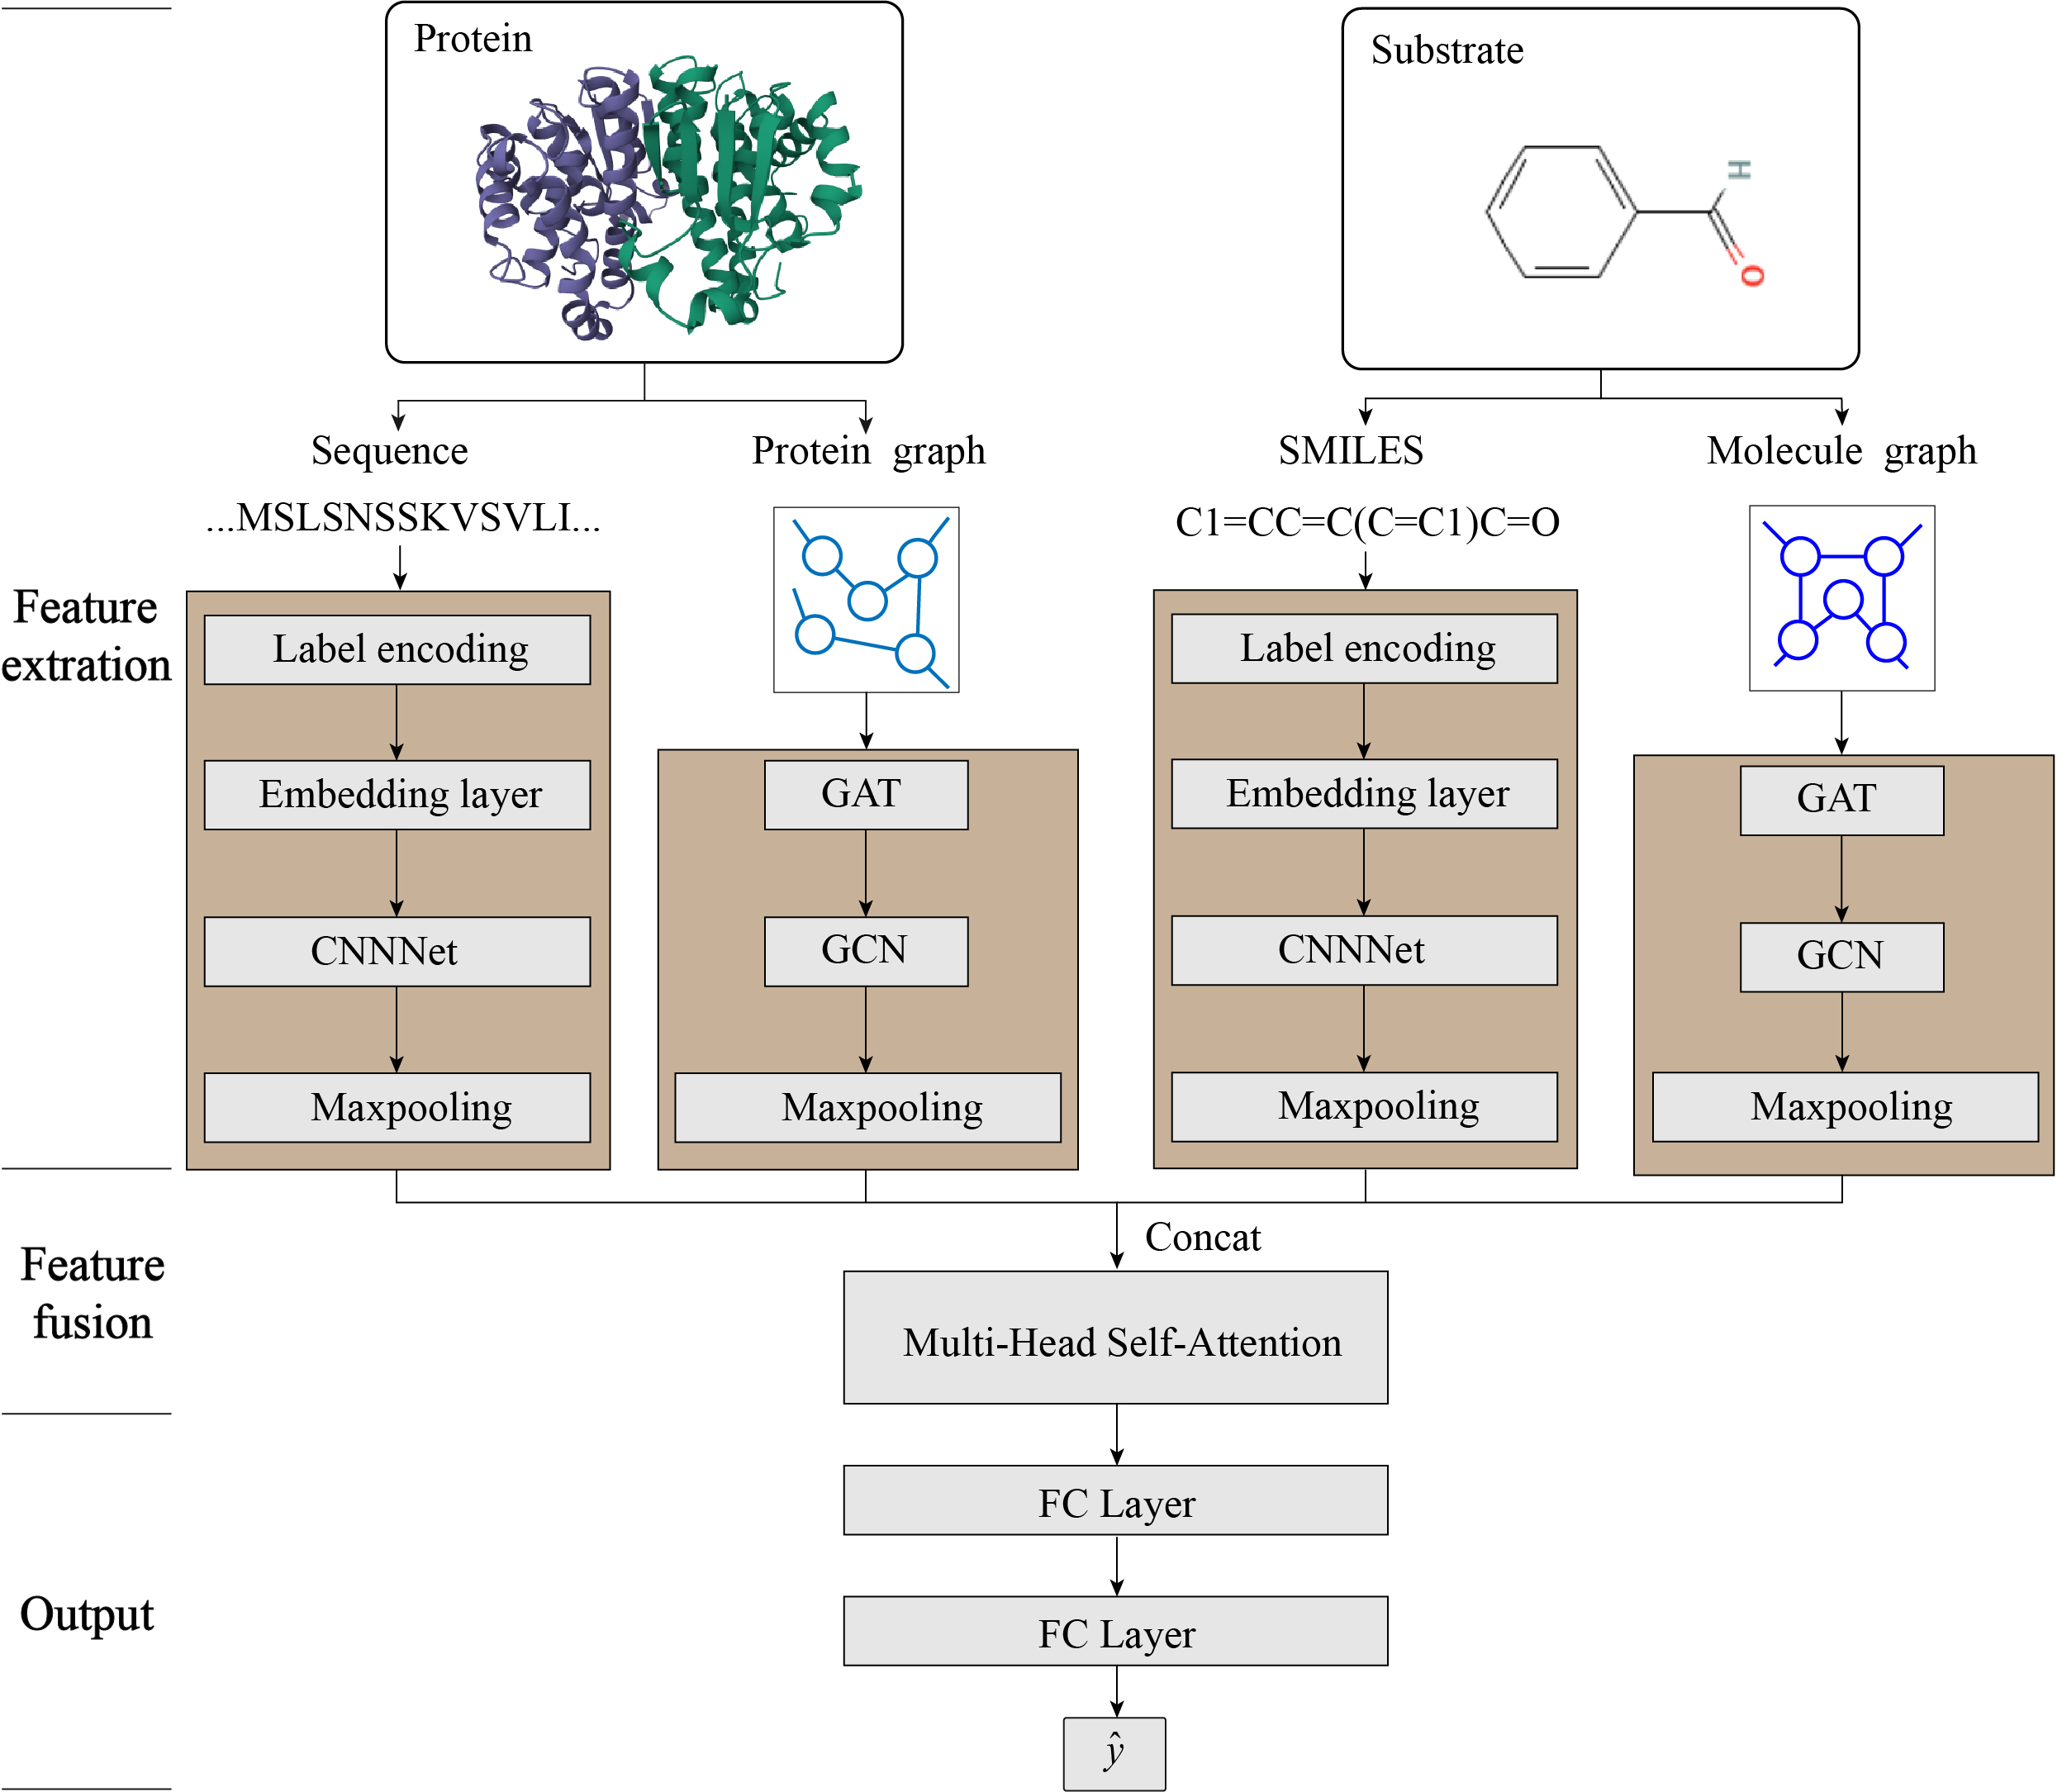 Protein
Substrate
H
O
Sequence
Protein graph
SMILES
Molecule graph
...MSLSNSSKVSVLI...
C1=CC=C(C=C1)C=O
Feature
extration
Label encoding
Embedding layer
CNNNet
Maxpooling
GAT
GCN
Maxpooling
Label encoding
Embedding layer
CNNNet
Maxpooling
GAT
GCN
Maxpooling
Feature
fusion
Concat
Multi-Head Self-Attention
Output
FC Layer
FC Layer
ŷ